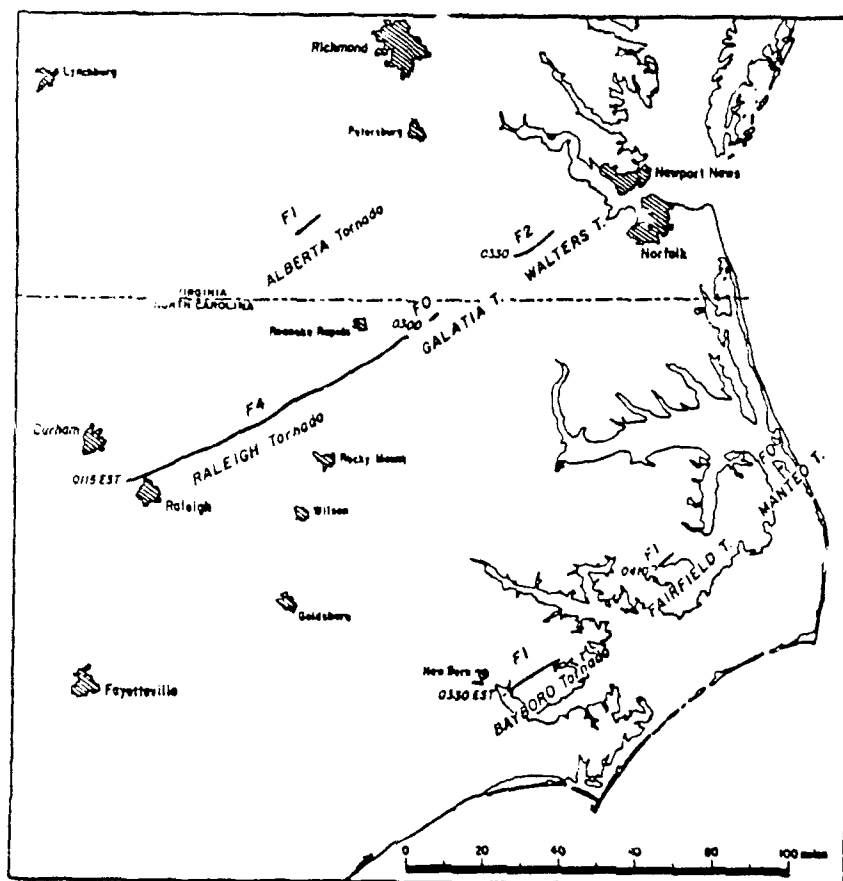 Richmond
Lynchburg
Petersburg
Newport News
F1
ALBERTA Tornado
F2
0330
WALTERS T.
Norfolk
VIRGINIA
NORTH CAROLINA
F0
0300
GALATIA T.
Roanoke Rapids
F4
RALEIGH Tornado
Durham
0115 EST
Raleigh
Rocky Mount
Wilson
F0
MANTEO T.
F1
0410
FAIRFIELD T.
Goldsboro
New Bern
F1
0330 EST
BAYBORO Tornado
Fayetteville
0 20 40 60 80 100 miles